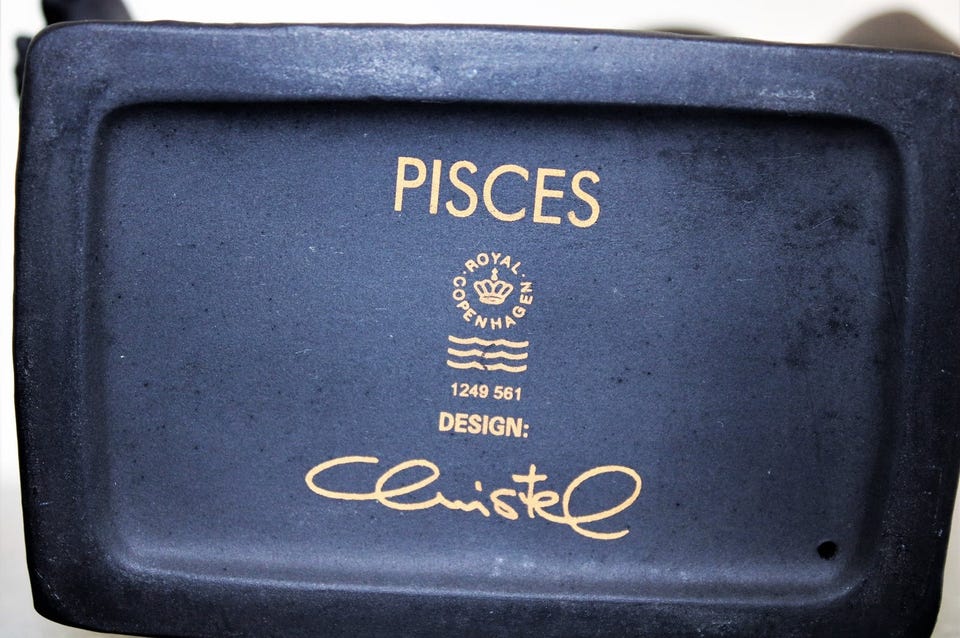 PISCES
ROYAL
COPENHAGEN
1249 561
DESIGN:
Christel